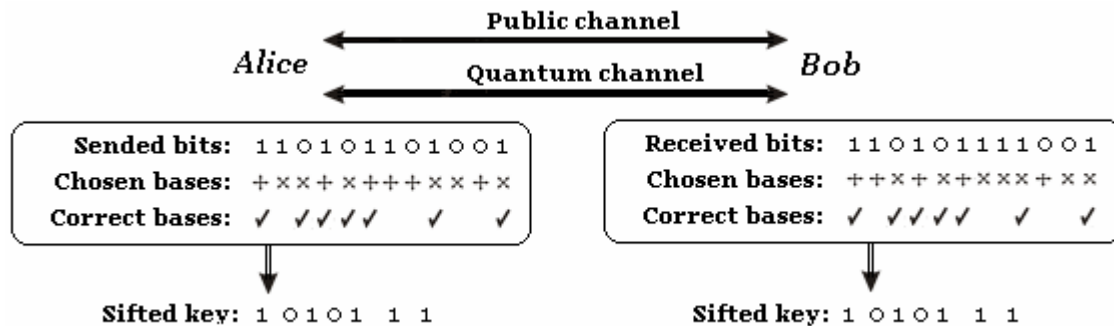 Public channel
Alice
Quantum channel
Bob
Sended bits: 1 1 0 1 0 1 1 0 1 0 0 1
Chosen bases: + × × + × + + + × × + ×
Correct bases: ✓ ✓ ✓ ✓ ✓ ✓ ✓
Sifted key: 1 0 1 0 1 1 1
Received bits: 1 1 0 1 0 1 1 1 1 0 0 1
Chosen bases: + + × + × + × × × + × ×
Correct bases: ✓ ✓ ✓ ✓ ✓ ✓ ✓
Sifted key: 1 0 1 0 1 1 1